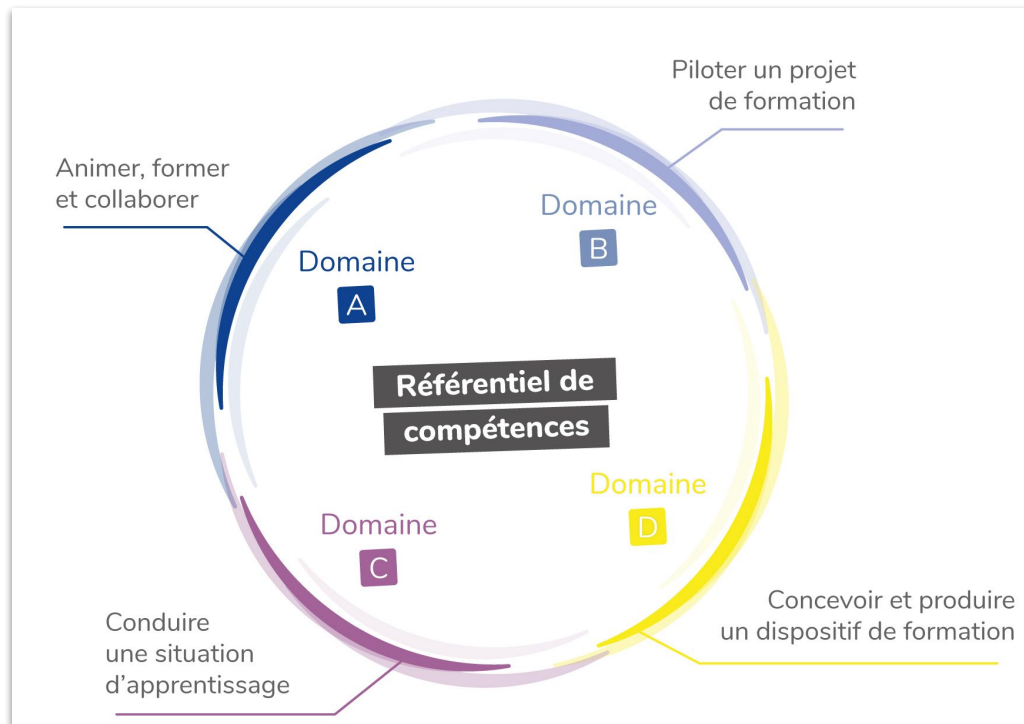 Piloter un projet
de formation
Animer, former
et collaborer
Domaine
B
Domaine
A
Référentiel de
compétences
Domaine
D
Domaine
C
Concevoir et produire
un dispositif de formation
Conduire
une situation
d’apprentissage